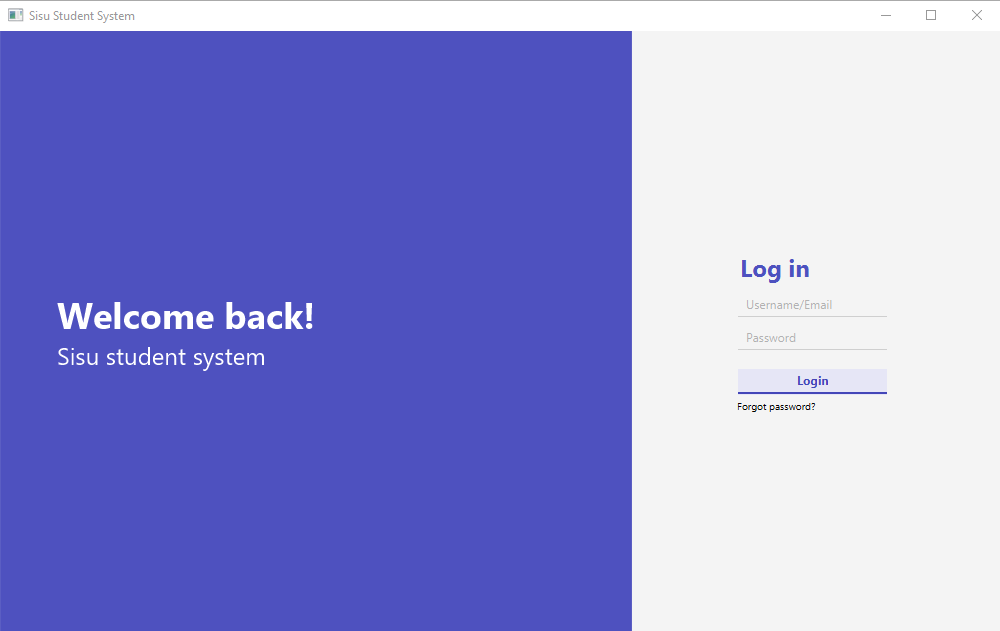 Sisu Student System
Welcome back!
Sisu student system
Log in
Username/Email
Password
Login
Forgot password?